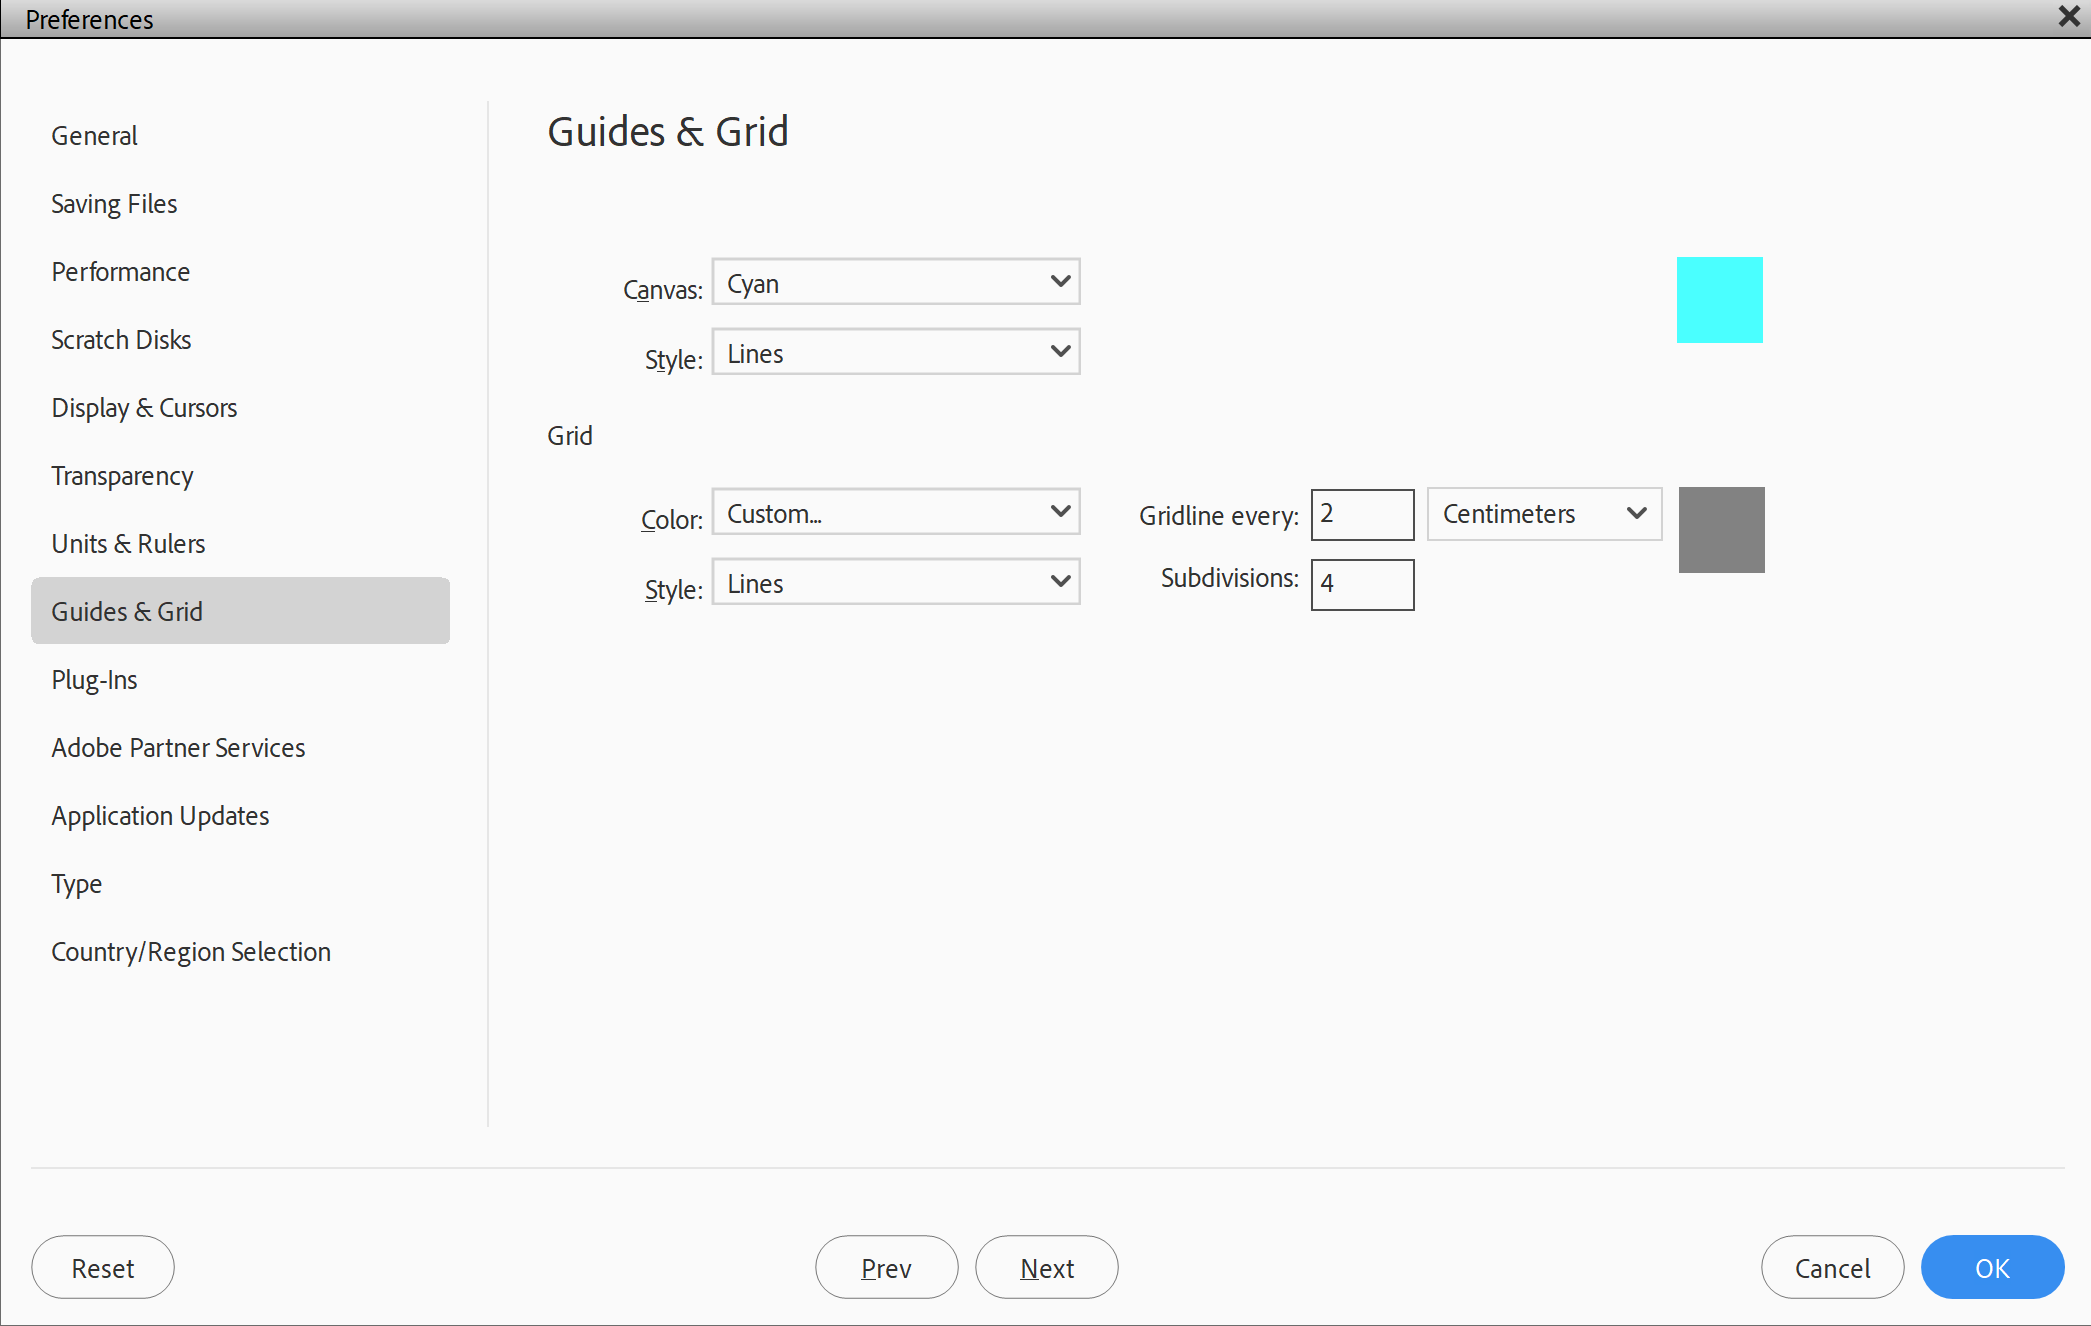 Preferences
General
Saving Files
Performance
Scratch Disks
Display & Cursors
Transparency
Units & Rulers
Guides & Grid
Plug-Ins
Adobe Partner Services
Application Updates
Type
Country/Region Selection
Guides & Grid
Canvas: Cyan
Style: Lines
Grid
Color: Custom... Gridline every: 2 Centimeters
Style: Lines Subdivisions: 4
Reset Prev Next Cancel OK